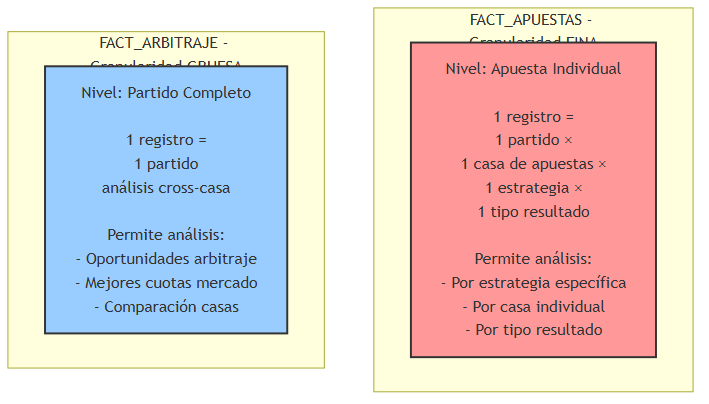 FACT_ARBITRAJE -
Granularidad GRUESA
Nivel: Partido Completo
1 registro =
1 partido
análisis cross-casa
Permite análisis:
- Oportunidades arbitraje
- Mejores cuotas mercado
- Comparación casas
FACT_APUESTAS -
Granularidad FINA
Nivel: Apuesta Individual
1 registro =
1 partido ×
1 casa de apuestas ×
1 estrategia ×
1 tipo resultado
Permite análisis:
- Por estrategia específica
- Por casa individual
- Por tipo resultado